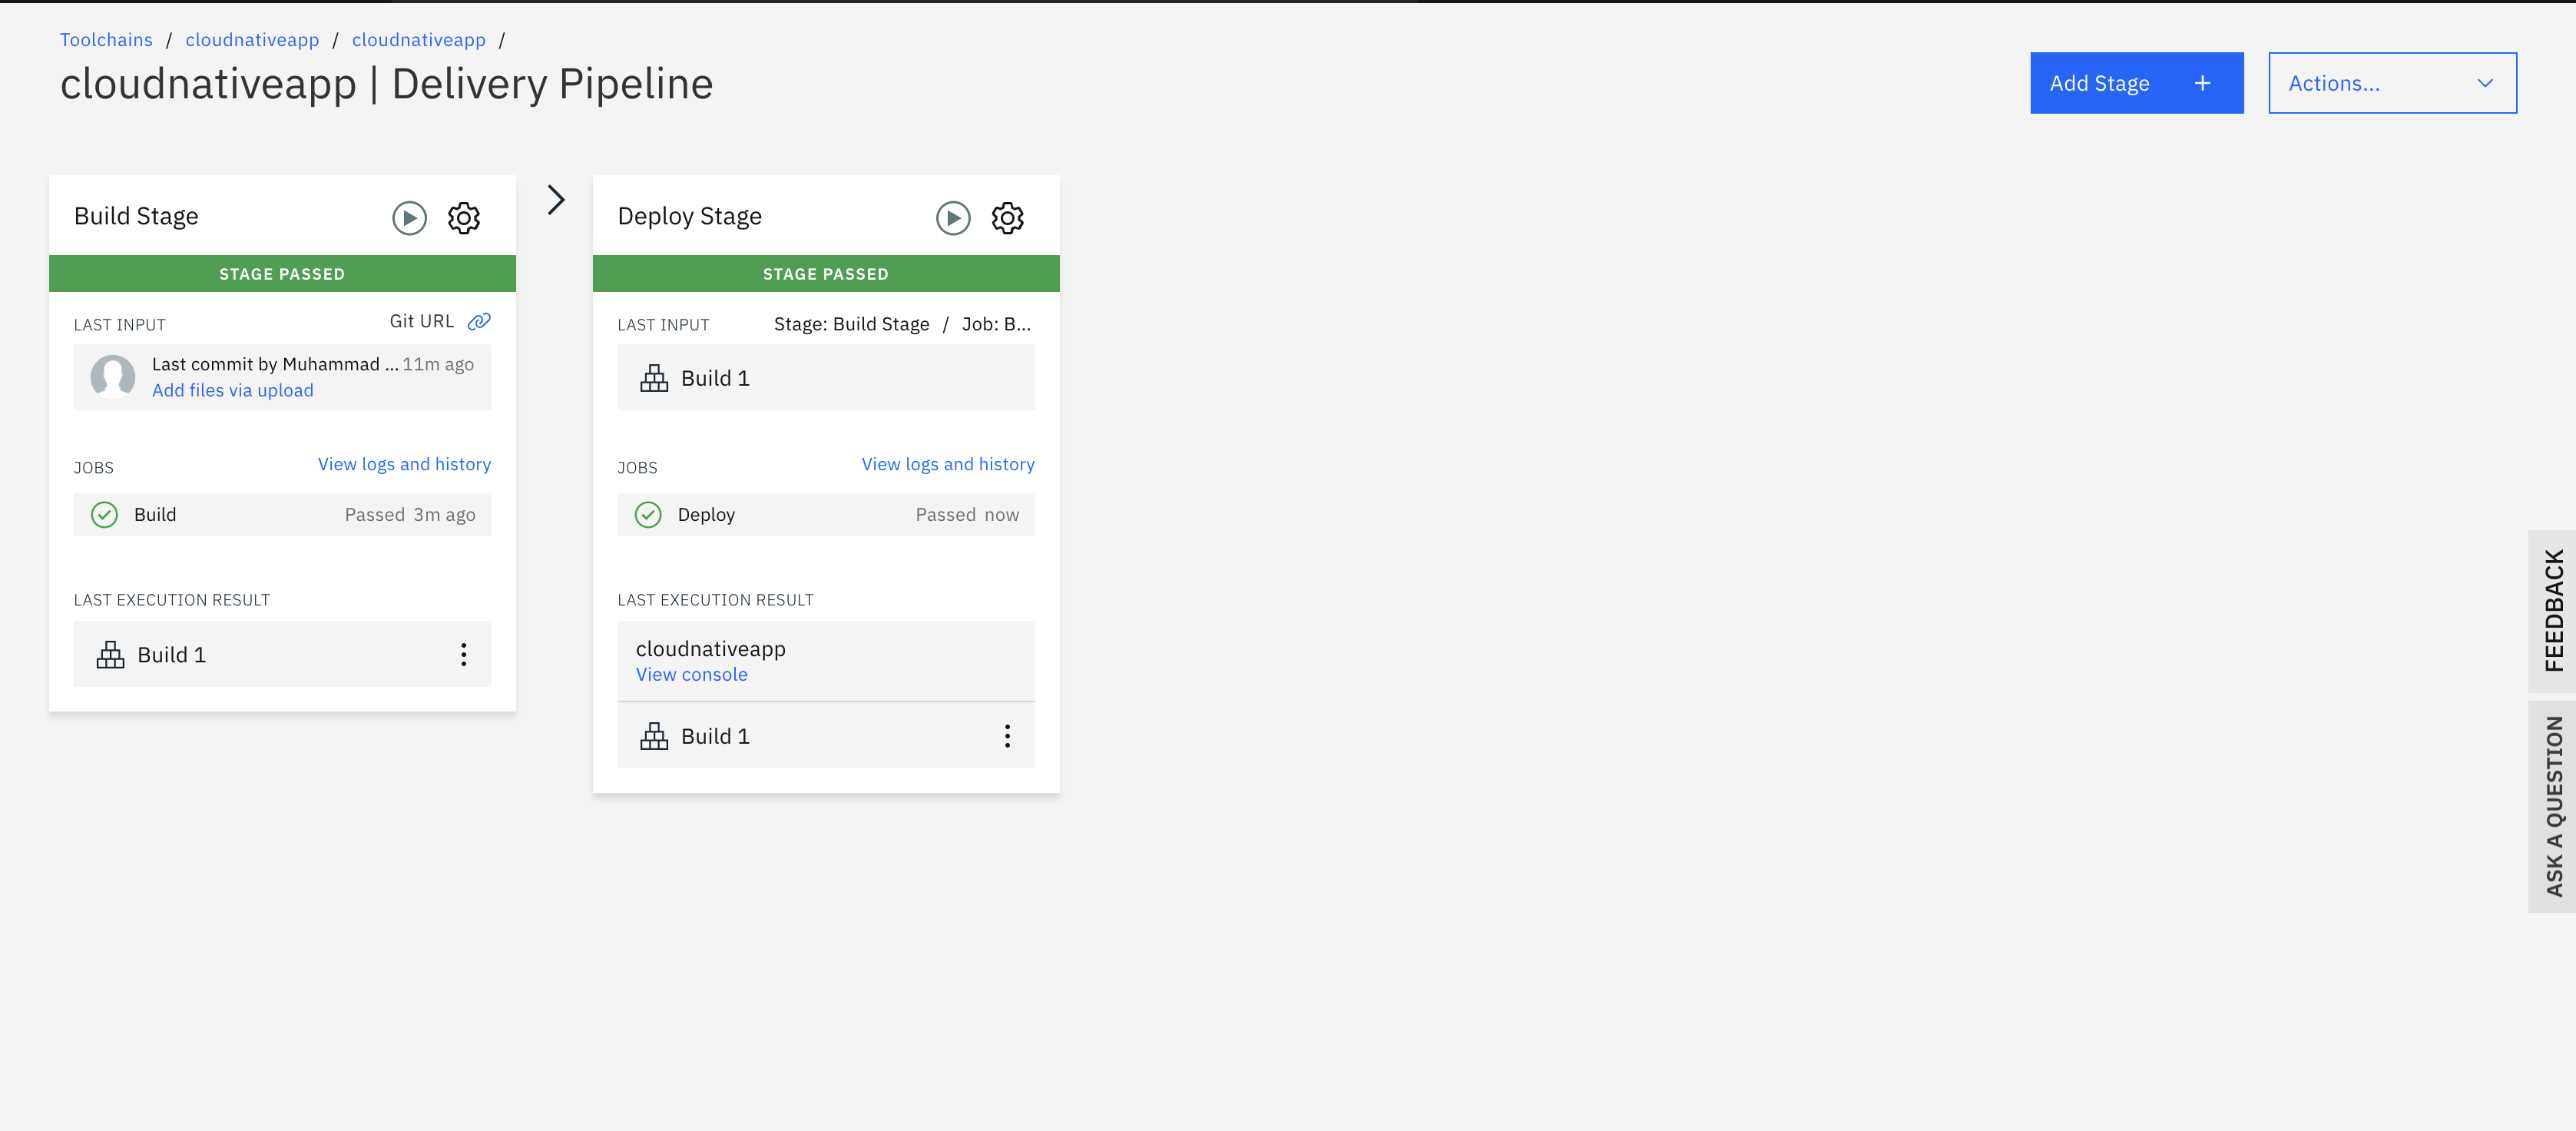 Toolchains / cloudnativeapp / cloudnativeapp /
cloudnativeapp | Delivery Pipeline
Add Stage
Actions...
Build Stage
STAGE PASSED
LAST INPUT
Git URL
Last commit by Muhammad ... 11m ago
Add files via upload
JOBS
View logs and history
Build
Passed 3m ago
LAST EXECUTION RESULT
Build 1
Deploy Stage
STAGE PASSED
LAST INPUT
Stage: Build Stage / Job: B...
Build 1
JOBS
View logs and history
Deploy
Passed now
LAST EXECUTION RESULT
cloudnativeapp
View console
Build 1
FEEDBACK
ASK A QUESTION